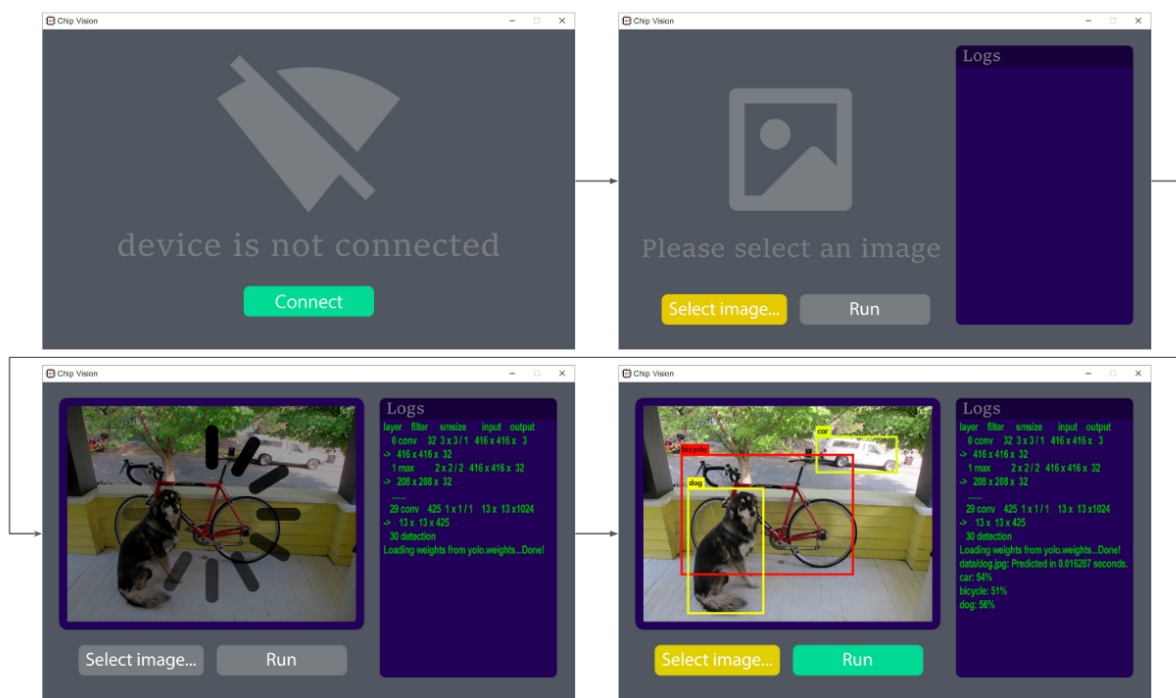 Chip Vision
device is not connected
Connect
Chip Vision
Logs
Please select an image
Select image...
Run
Chip Vision
Logs
layer filter smsize input output
0 conv 32 3 x 3 / 1 416 x 416 x 3
-> 416 x 416 x 32
1 max 2 x 2 / 2 416 x 416 x 32
-> 208 x 208 x 32
......
29 conv 425 1 x 1 / 1 13 x 13 x1024
-> 13 x 13 x 425
30 detection
Loading weights from yolo.weights...Done!
Select image...
Run
Chip Vision
car
bicycle
dog
Logs
layer filter smsize input output
0 conv 32 3 x 3 / 1 416 x 416 x 3
-> 416 x 416 x 32
1 max 2 x 2 / 2 416 x 416 x 32
-> 208 x 208 x 32
......
29 conv 425 1 x 1 / 1 13 x 13 x1024
-> 13 x 13 x 425
30 detection
Loading weights from yolo.weights...Done!
data/dog.jpg: Predicted in 0.016287 seconds.
car: 54%
bicycle: 51%
dog: 56%
Select image...
Run